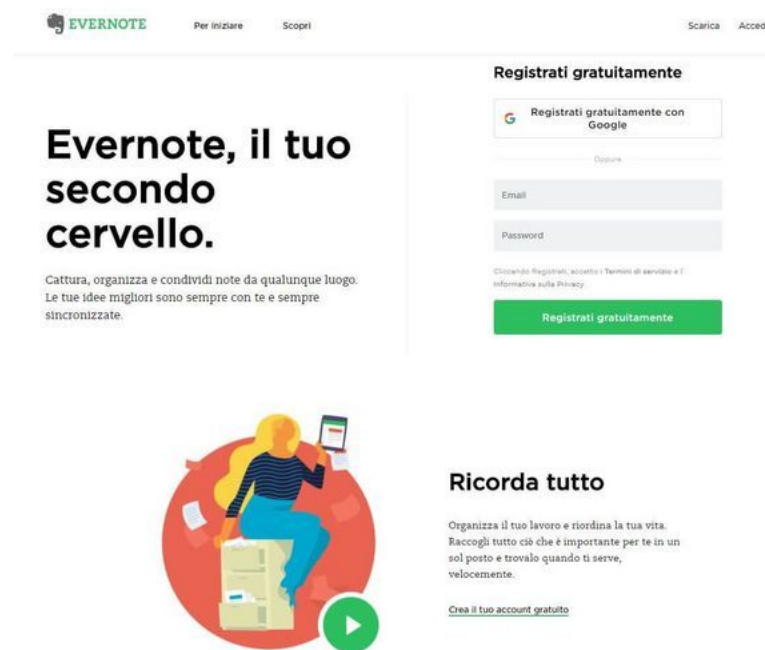 EVERNOTE
Per iniziare
Scopri
Scarica
Acced
Evernote, il tuo
secondo
cervello.
Cattura, organizza e condividi note da qualunque luogo.
Le tue idee migliori sono sempre con te e sempre
sincronizzate.
Registrati gratuitamente
Registrati gratuitamente con
Google
Oppure
Email
Password
Cliccando Registrati, accetto i Termini di servizio e l'
Informativa sulla Privacy
Registrati gratuitamente
Ricorda tutto
Organizza il tuo lavoro e riordina la tua vita.
Raccogli tutto ciò che è importante per te in un
sol posto e trovalo quando ti serve,
velocemente.
Crea il tuo account gratuito